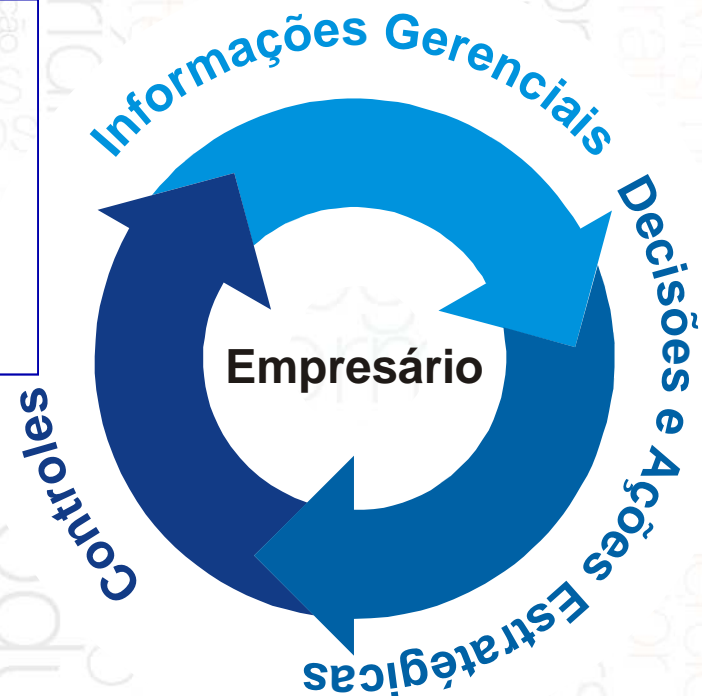 Informações Gerenciais
Decisões e Ações Estratégicas
Controles
Empresário